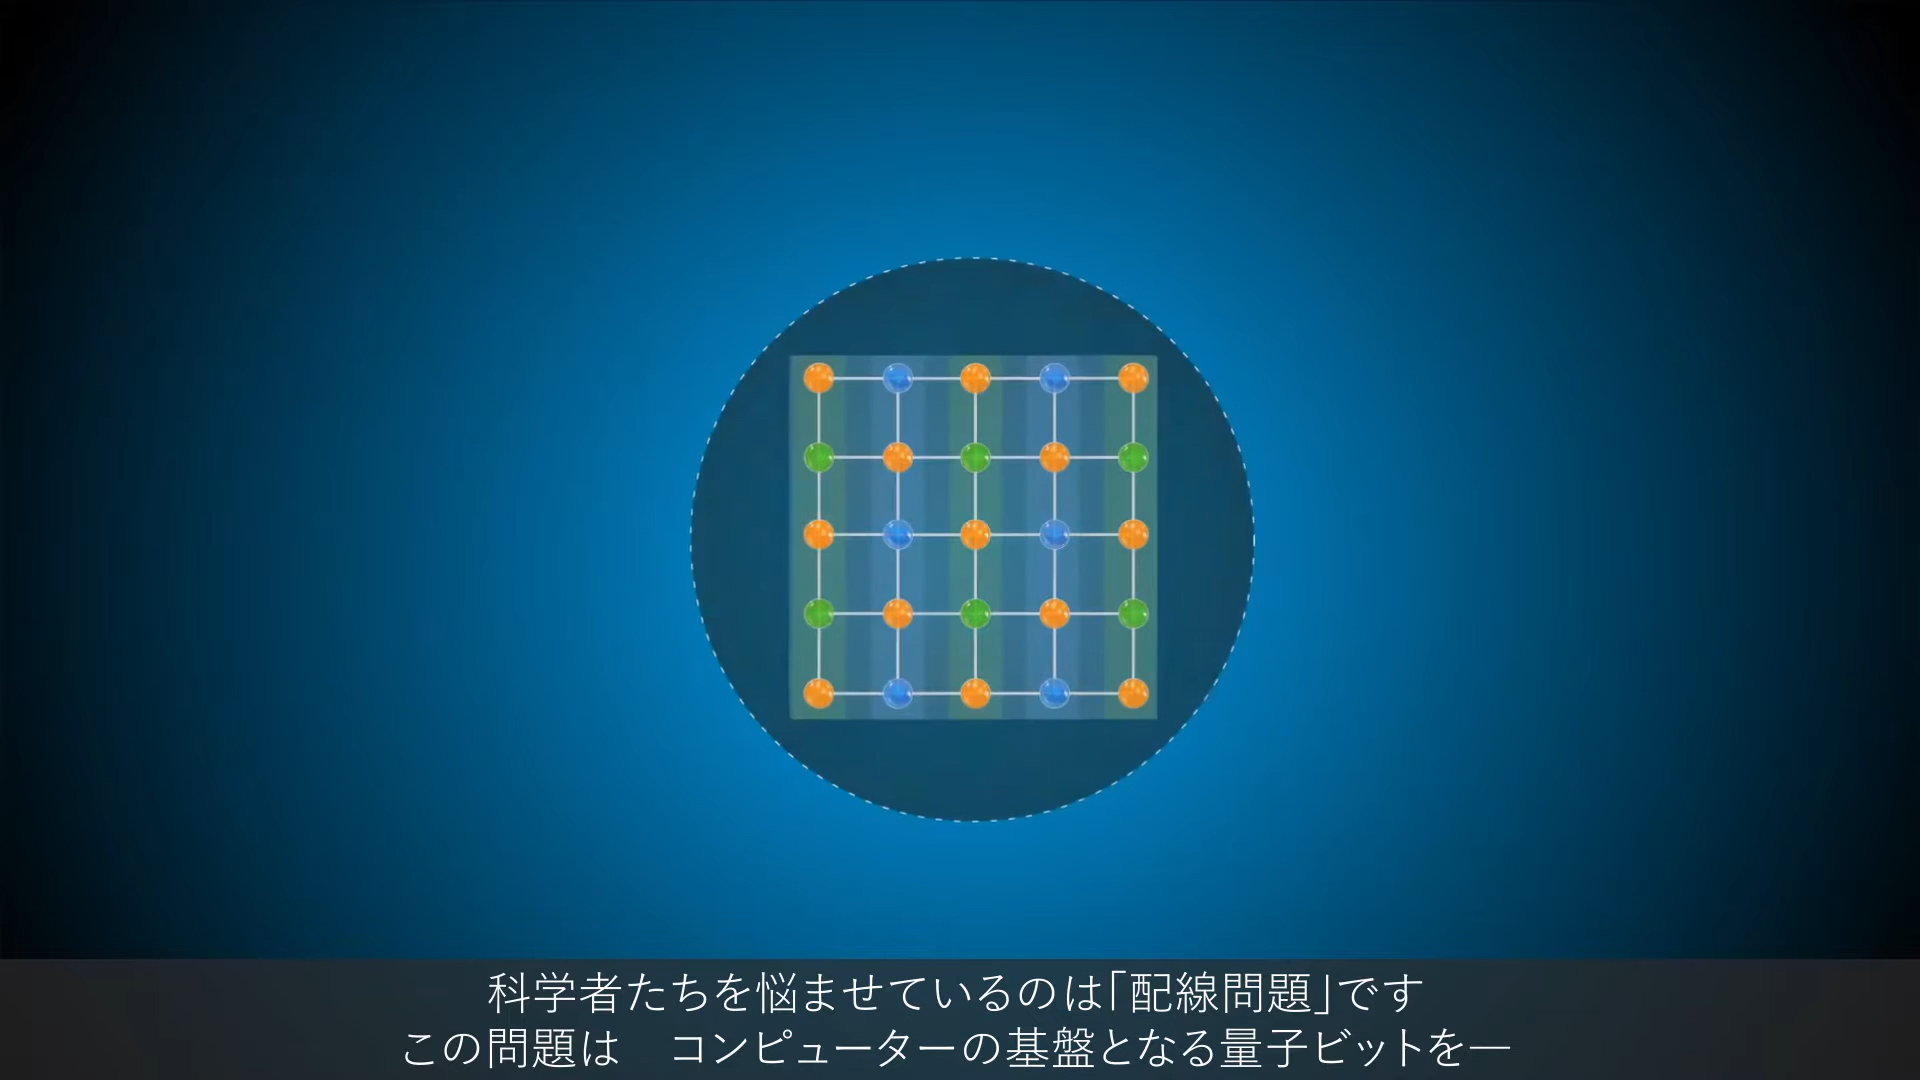 科学者たちを悩ませているのは「配線問題」です
この問題は　コンピューターの基盤となる量子ビットを―